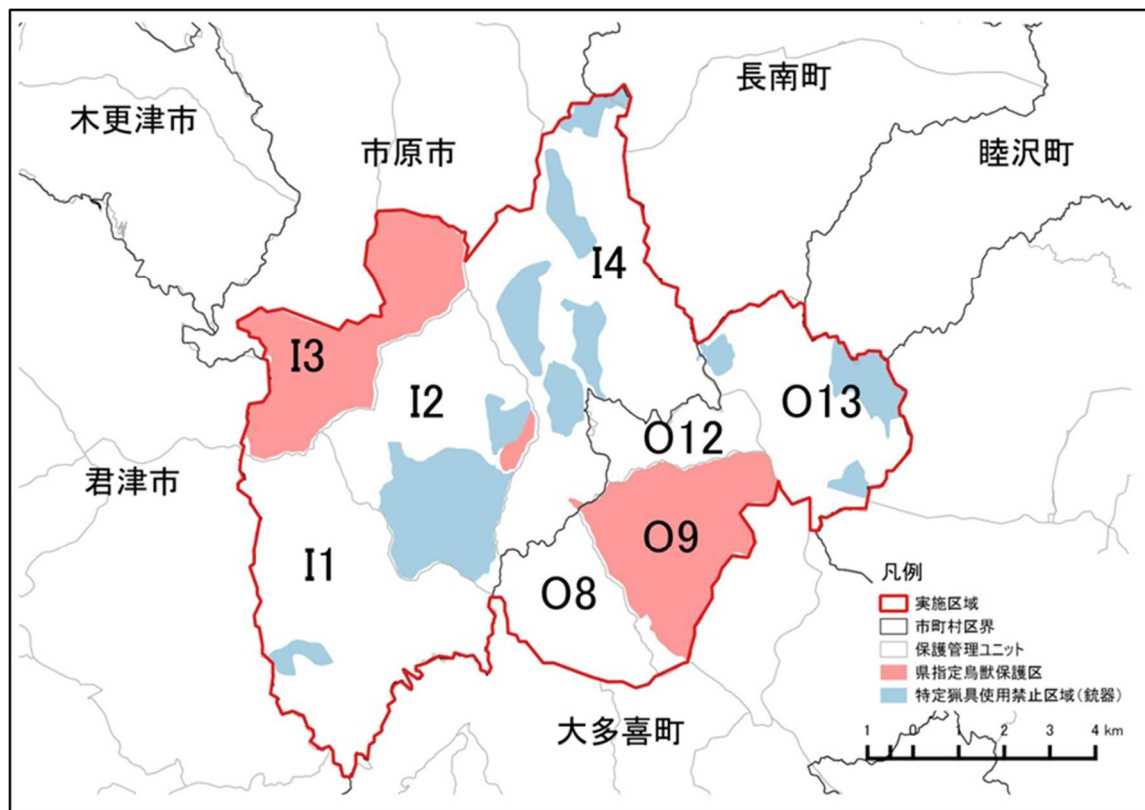 長南町
木更津市
市原市
睦沢町
I4
I3
I2
O13
O12
君津市
O9
I1
O8
大多喜町
凡例
実施区域
市町村区界
保護管理ユニット
県指定鳥獣保護区
特定猟具使用禁止区域(銃器)
1 0 1 2 3 4 km